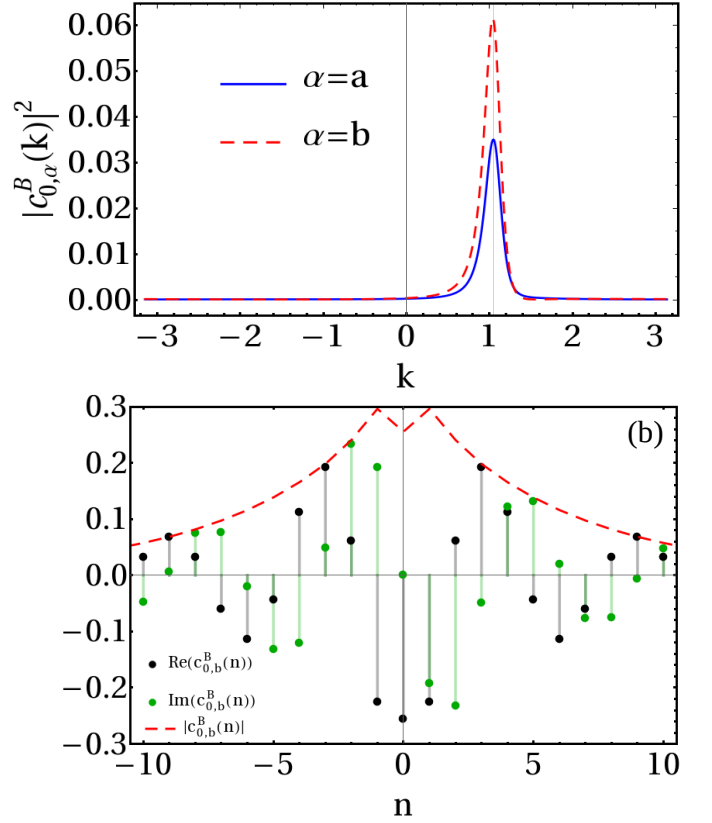 0.06
0.05
0.04
0.03
0.02
0.01
0.00
|c^B_{0,α}(k)|^2
α=a
α=b
−3 −2 −1 0 1 2 3
k
0.3
0.2
0.1
0.0
−0.1
−0.2
−0.3
(b)
Re(c^B_{0,b}(n))
Im(c^B_{0,b}(n))
|c^B_{0,b}(n)|
−10 −5 0 5 10
n